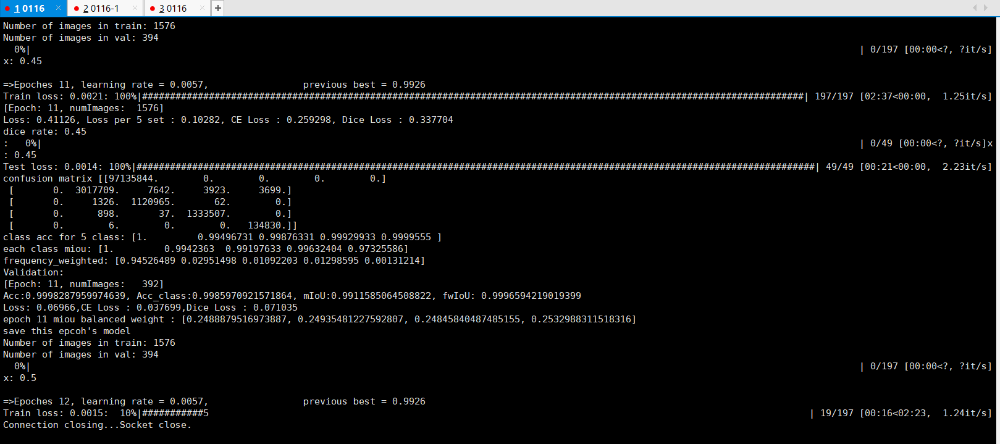 1 0116 × 2 0116-1 × 3 0116 × +
Number of images in train: 1576
Number of images in val: 394
  0%| | 0/197 [00:00<?, ?it/s]
x: 0.45
=>Epoches 11, learning rate = 0.0057,                 previous best = 0.9926
Train loss: 0.0021: 100%|#######################################################################################################################| 197/197 [02:37<00:00,  1.25it/s]
[Epoch: 11, numImages:  1576]
Loss: 0.41126, Loss per 5 set : 0.10282, CE Loss : 0.259298, Dice Loss : 0.337704
dice rate: 0.45
:   0%| | 0/49 [00:00<?, ?it/s]x
: 0.45
Test loss: 0.0014: 100%|##########################################################################################################################| 49/49 [00:21<00:00,  2.23it/s]
confusion matrix [[97135844.        0.        0.        0.        0.]
 [       0.  3017709.     7642.     3923.     3699.]
 [       0.     1326.  1120965.       62.        0.]
 [       0.      898.       37.  1333507.        0.]
 [       0.        6.        0.        0.   134830.]]
class acc for 5 class: [1.         0.99496731 0.99876331 0.99929933 0.9999555 ]
each class miou: [1.         0.9942363  0.99197633 0.99632404 0.97325586]
frequency_weighted: [0.94526489 0.02951498 0.01092203 0.01298595 0.00131214]
Validation:
[Epoch: 11, numImages:   392]
Acc:0.9998287959974639, Acc_class:0.9985970921571864, mIoU:0.9911585064508822, fwIoU: 0.9996594219019399
Loss: 0.06966,CE Loss : 0.037699,Dice Loss : 0.071035
epoch 11 miou balanced weight : [0.2488879516973887, 0.24935481227592807, 0.24845840487485155, 0.2532988311518316]
save this epcoh's model
Number of images in train: 1576
Number of images in val: 394
  0%| | 0/197 [00:00<?, ?it/s]
x: 0.5
=>Epoches 12, learning rate = 0.0057,                 previous best = 0.9926
Train loss: 0.0015:  10%|###########5 | 19/197 [00:16<02:23,  1.24it/s]
Connection closing...Socket close.